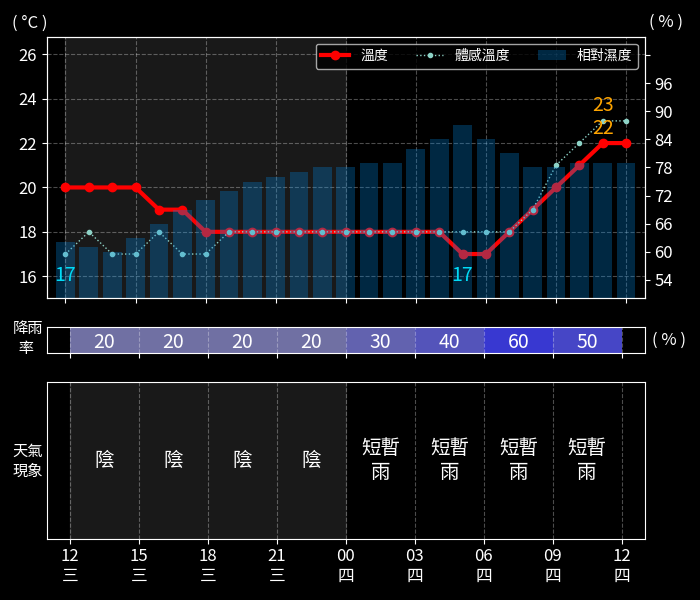 ( °C )
( % )
溫度
體感溫度
相對濕度
26
24
22
20
18
16
96
90
84
78
72
66
60
54
23
22
17
17
降雨
率
20
20
20
20
30
40
60
50
( % )
天氣
現象
陰
陰
陰
陰
短暫
雨
短暫
雨
短暫
雨
短暫
雨
12
三
15
三
18
三
21
三
00
四
03
四
06
四
09
四
12
四